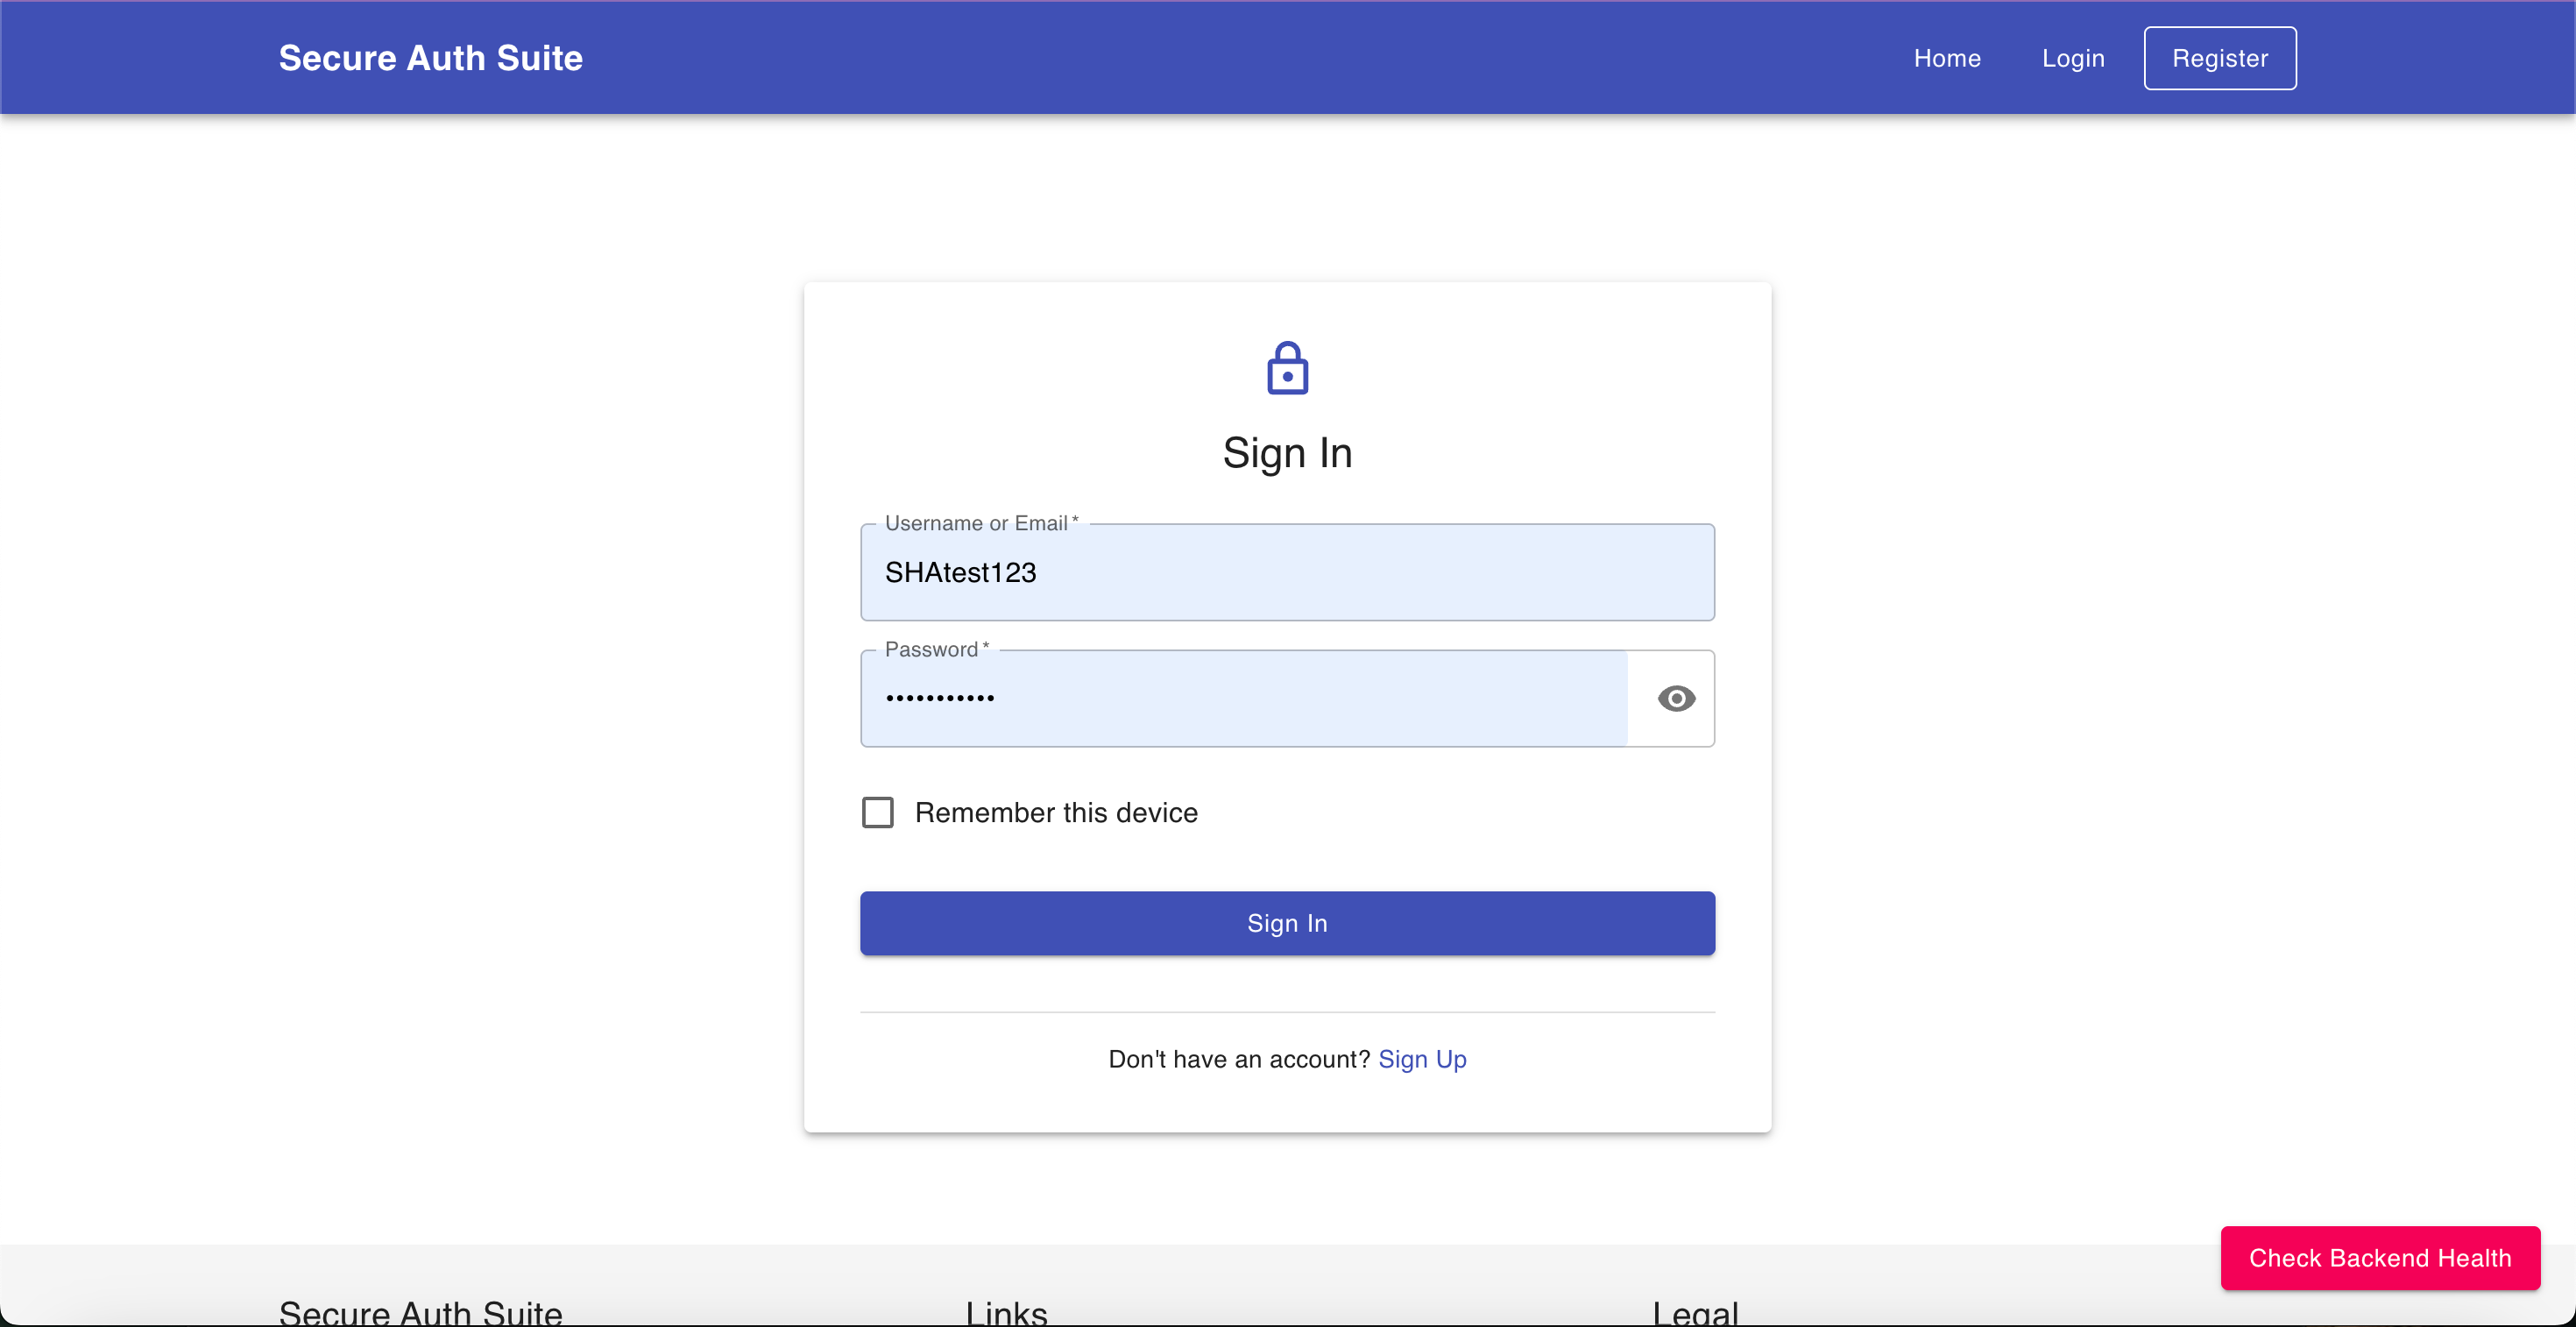 Secure Auth Suite
Home Login Register
Sign In
Username or Email *
SHAtest123
Password *
•••••••••••
Remember this device
Sign In
Don't have an account? Sign Up
Check Backend Health
Secure Auth Suite Links Legal